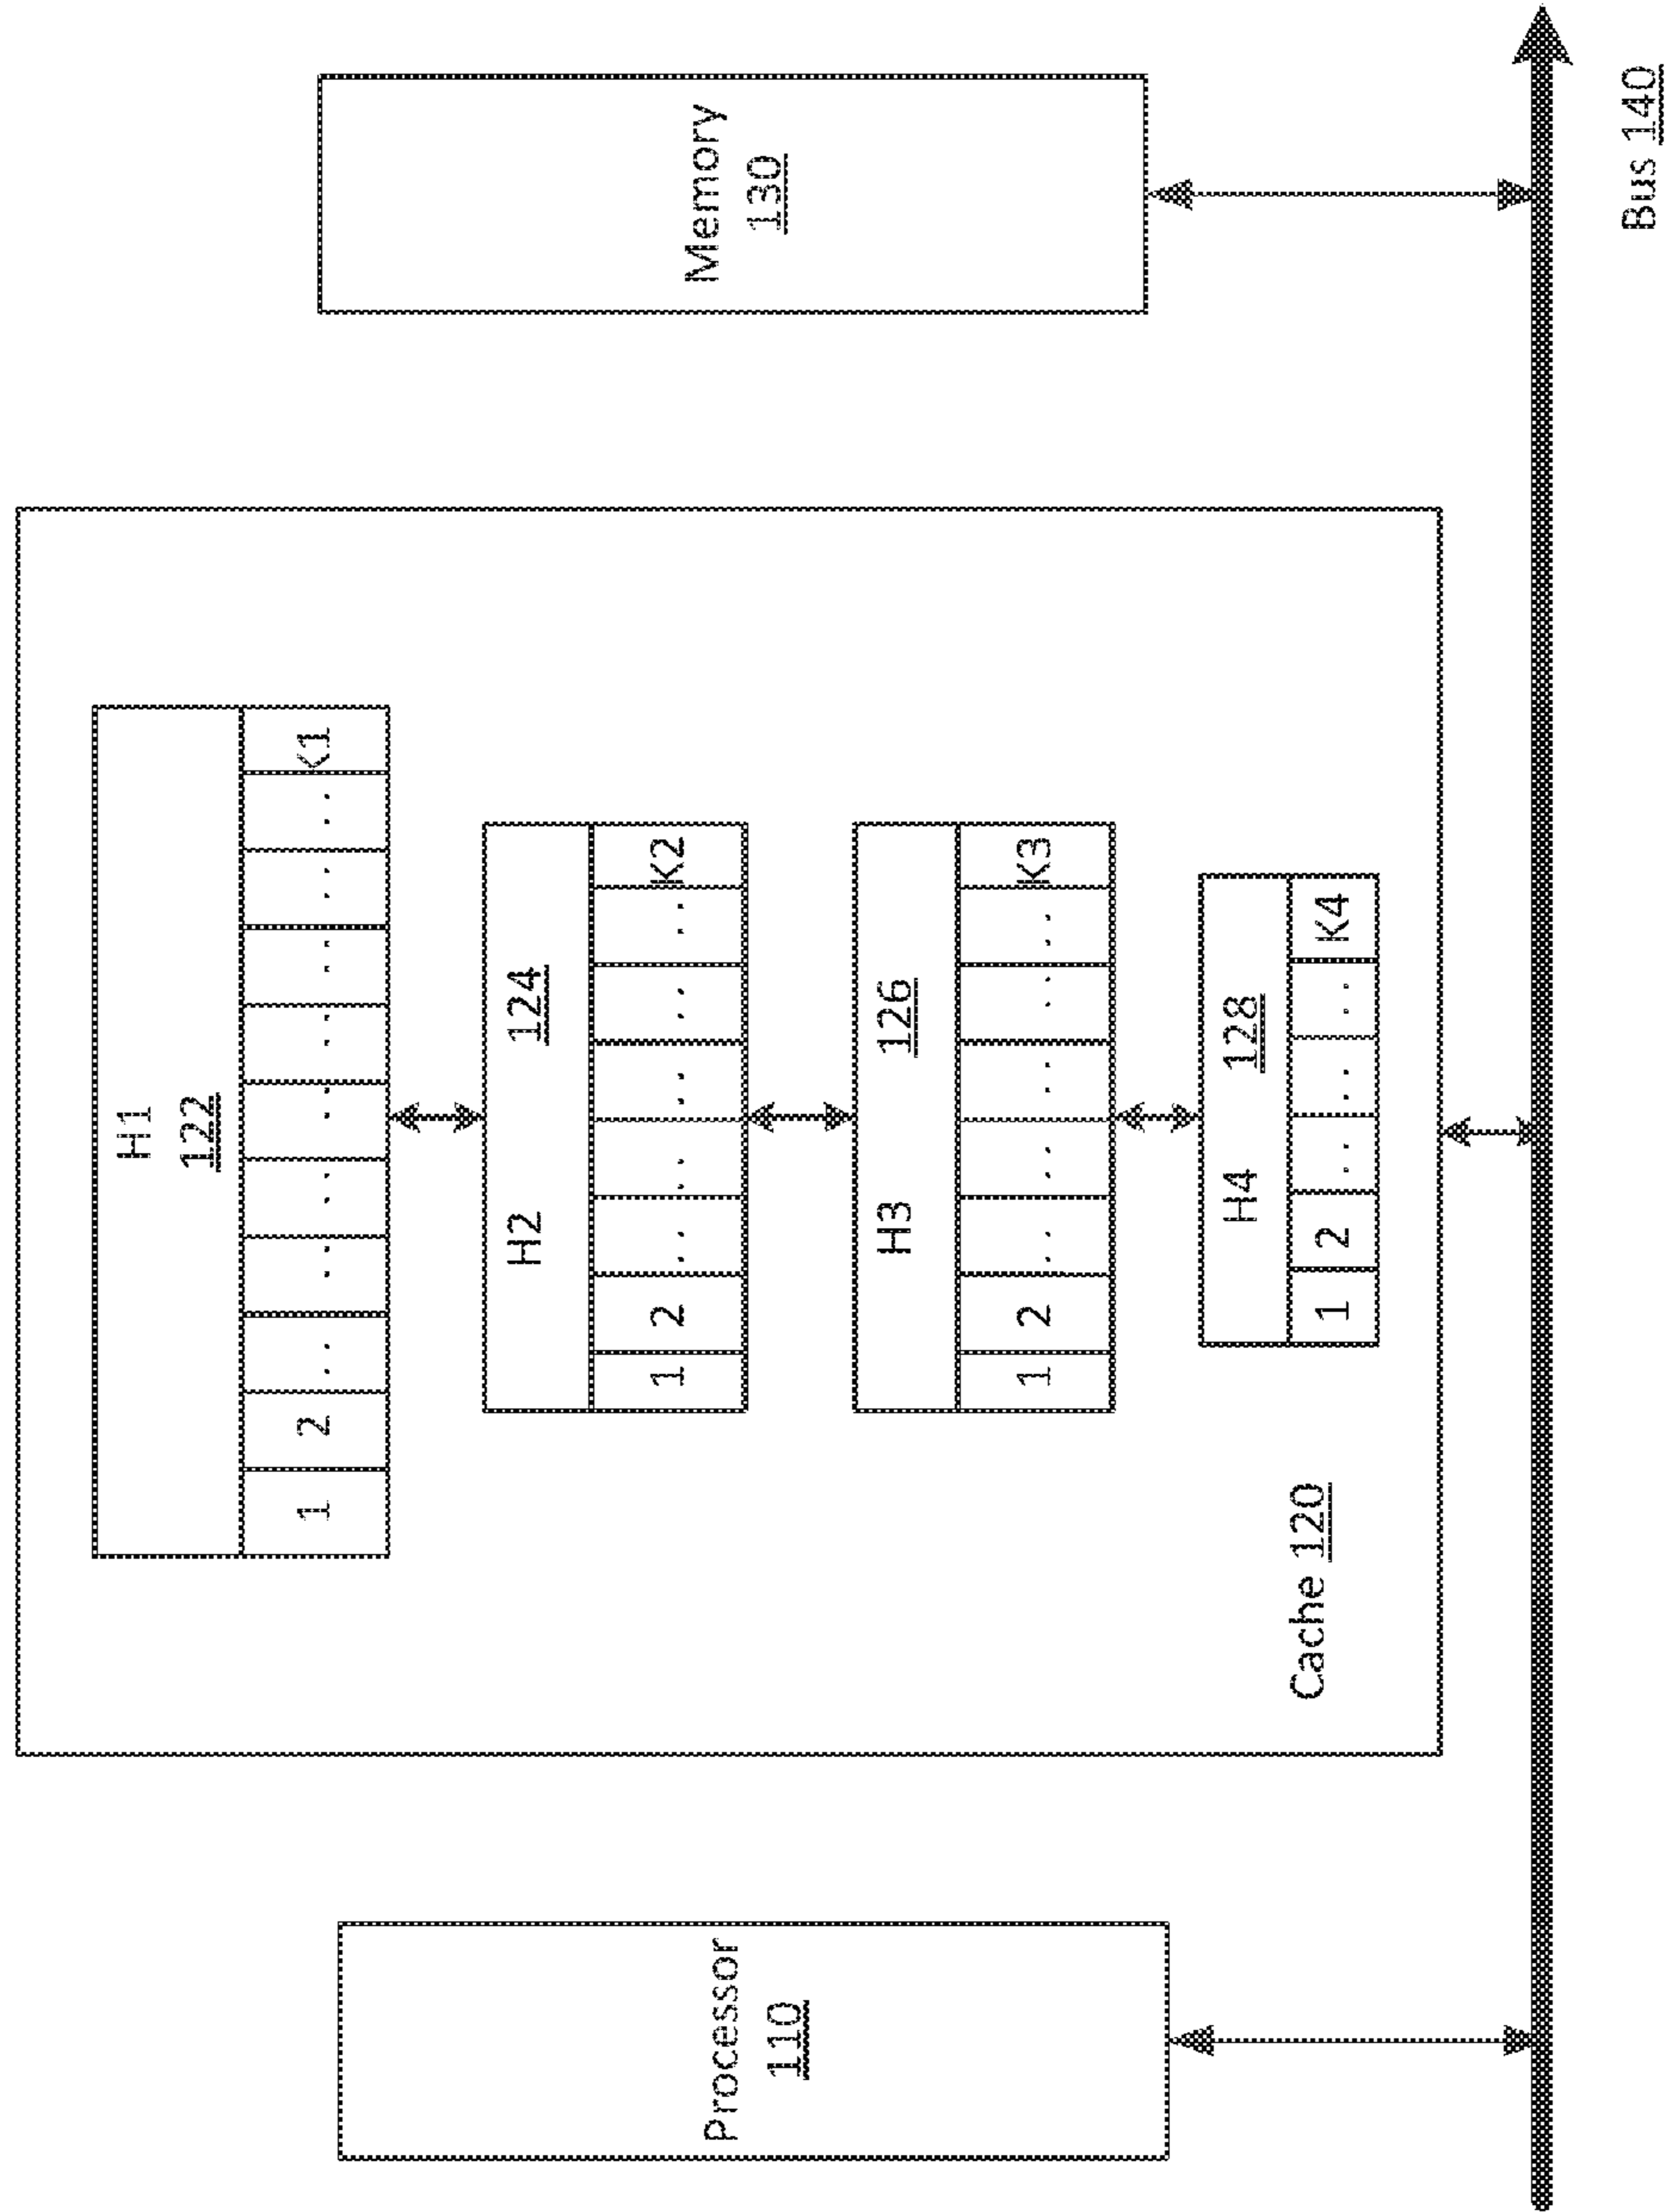 Processor
110
H1
122
1 2 .. .. .. .. .. .. .. .. K1
H2 124
1 2 .. .. .. .. .. K2
H3 126
1 2 .. .. .. .. .. K3
H4 128
1 2 .. .. .. K4
Cache 120
Memory
130
Bus 140